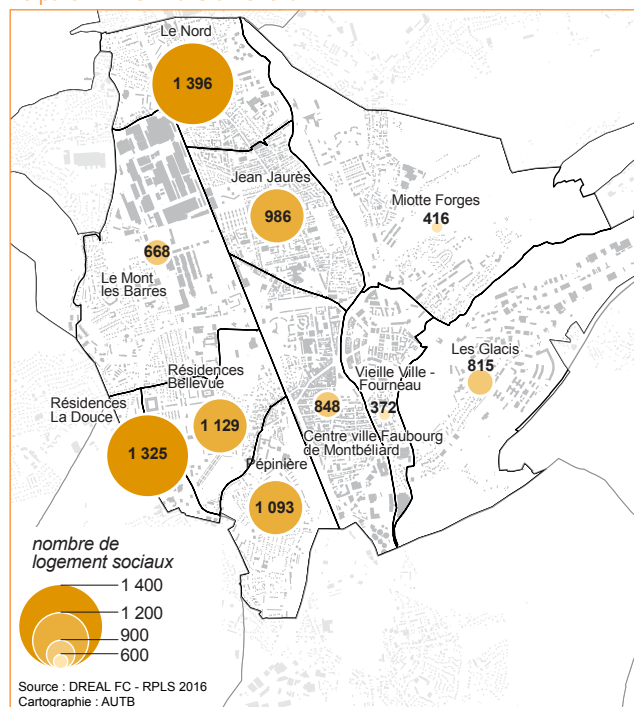 Le Nord
1 396
Jean Jaurès
986
Miotte Forges
416
668
Le Mont
les Barres
Les Glacis
815
Résidences
Bellevue
1 129
Vieille Ville -
Fourneau
372
848
Centre ville Faubourg
de Montbéliard
Résidences
La Douce
1 325
Pépinière
1 093
nombre de
logement sociaux
1 400
1 200
900
600
Source : DREAL FC - RPLS 2016
Cartographie : AUTB